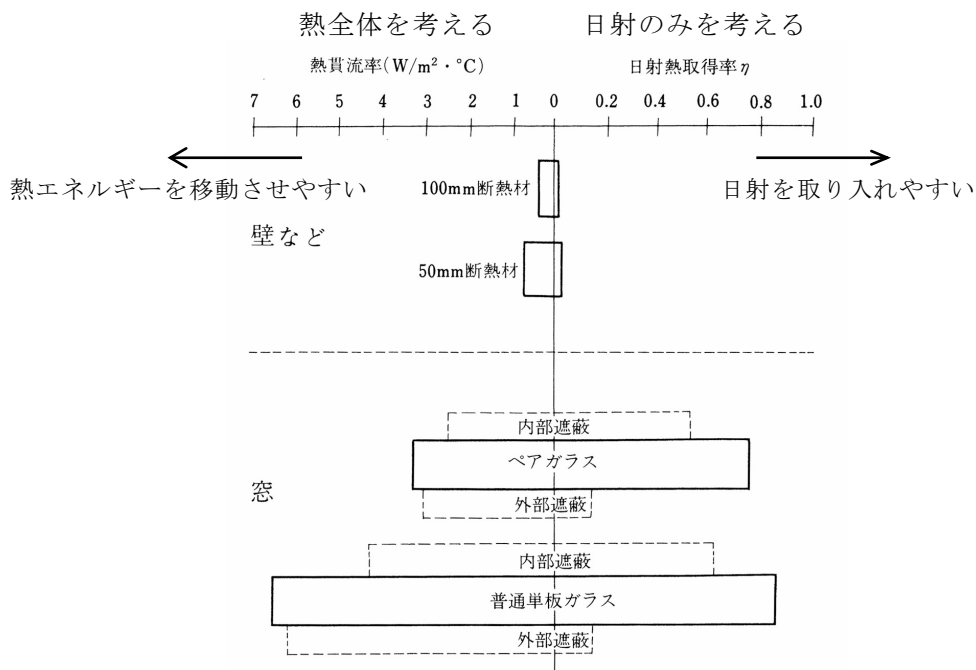 熱全体を考える 日射のみを考える
熱貫流率(W/m²・°C) 日射熱取得率η
7 6 5 4 3 2 1 0 0.2 0.4 0.6 0.8 1.0
熱エネルギーを移動させやすい 日射を取り入れやすい
100mm断熱材
壁など
50mm断熱材
内部遮蔽
ペアガラス
窓
外部遮蔽
内部遮蔽
普通単板ガラス
外部遮蔽